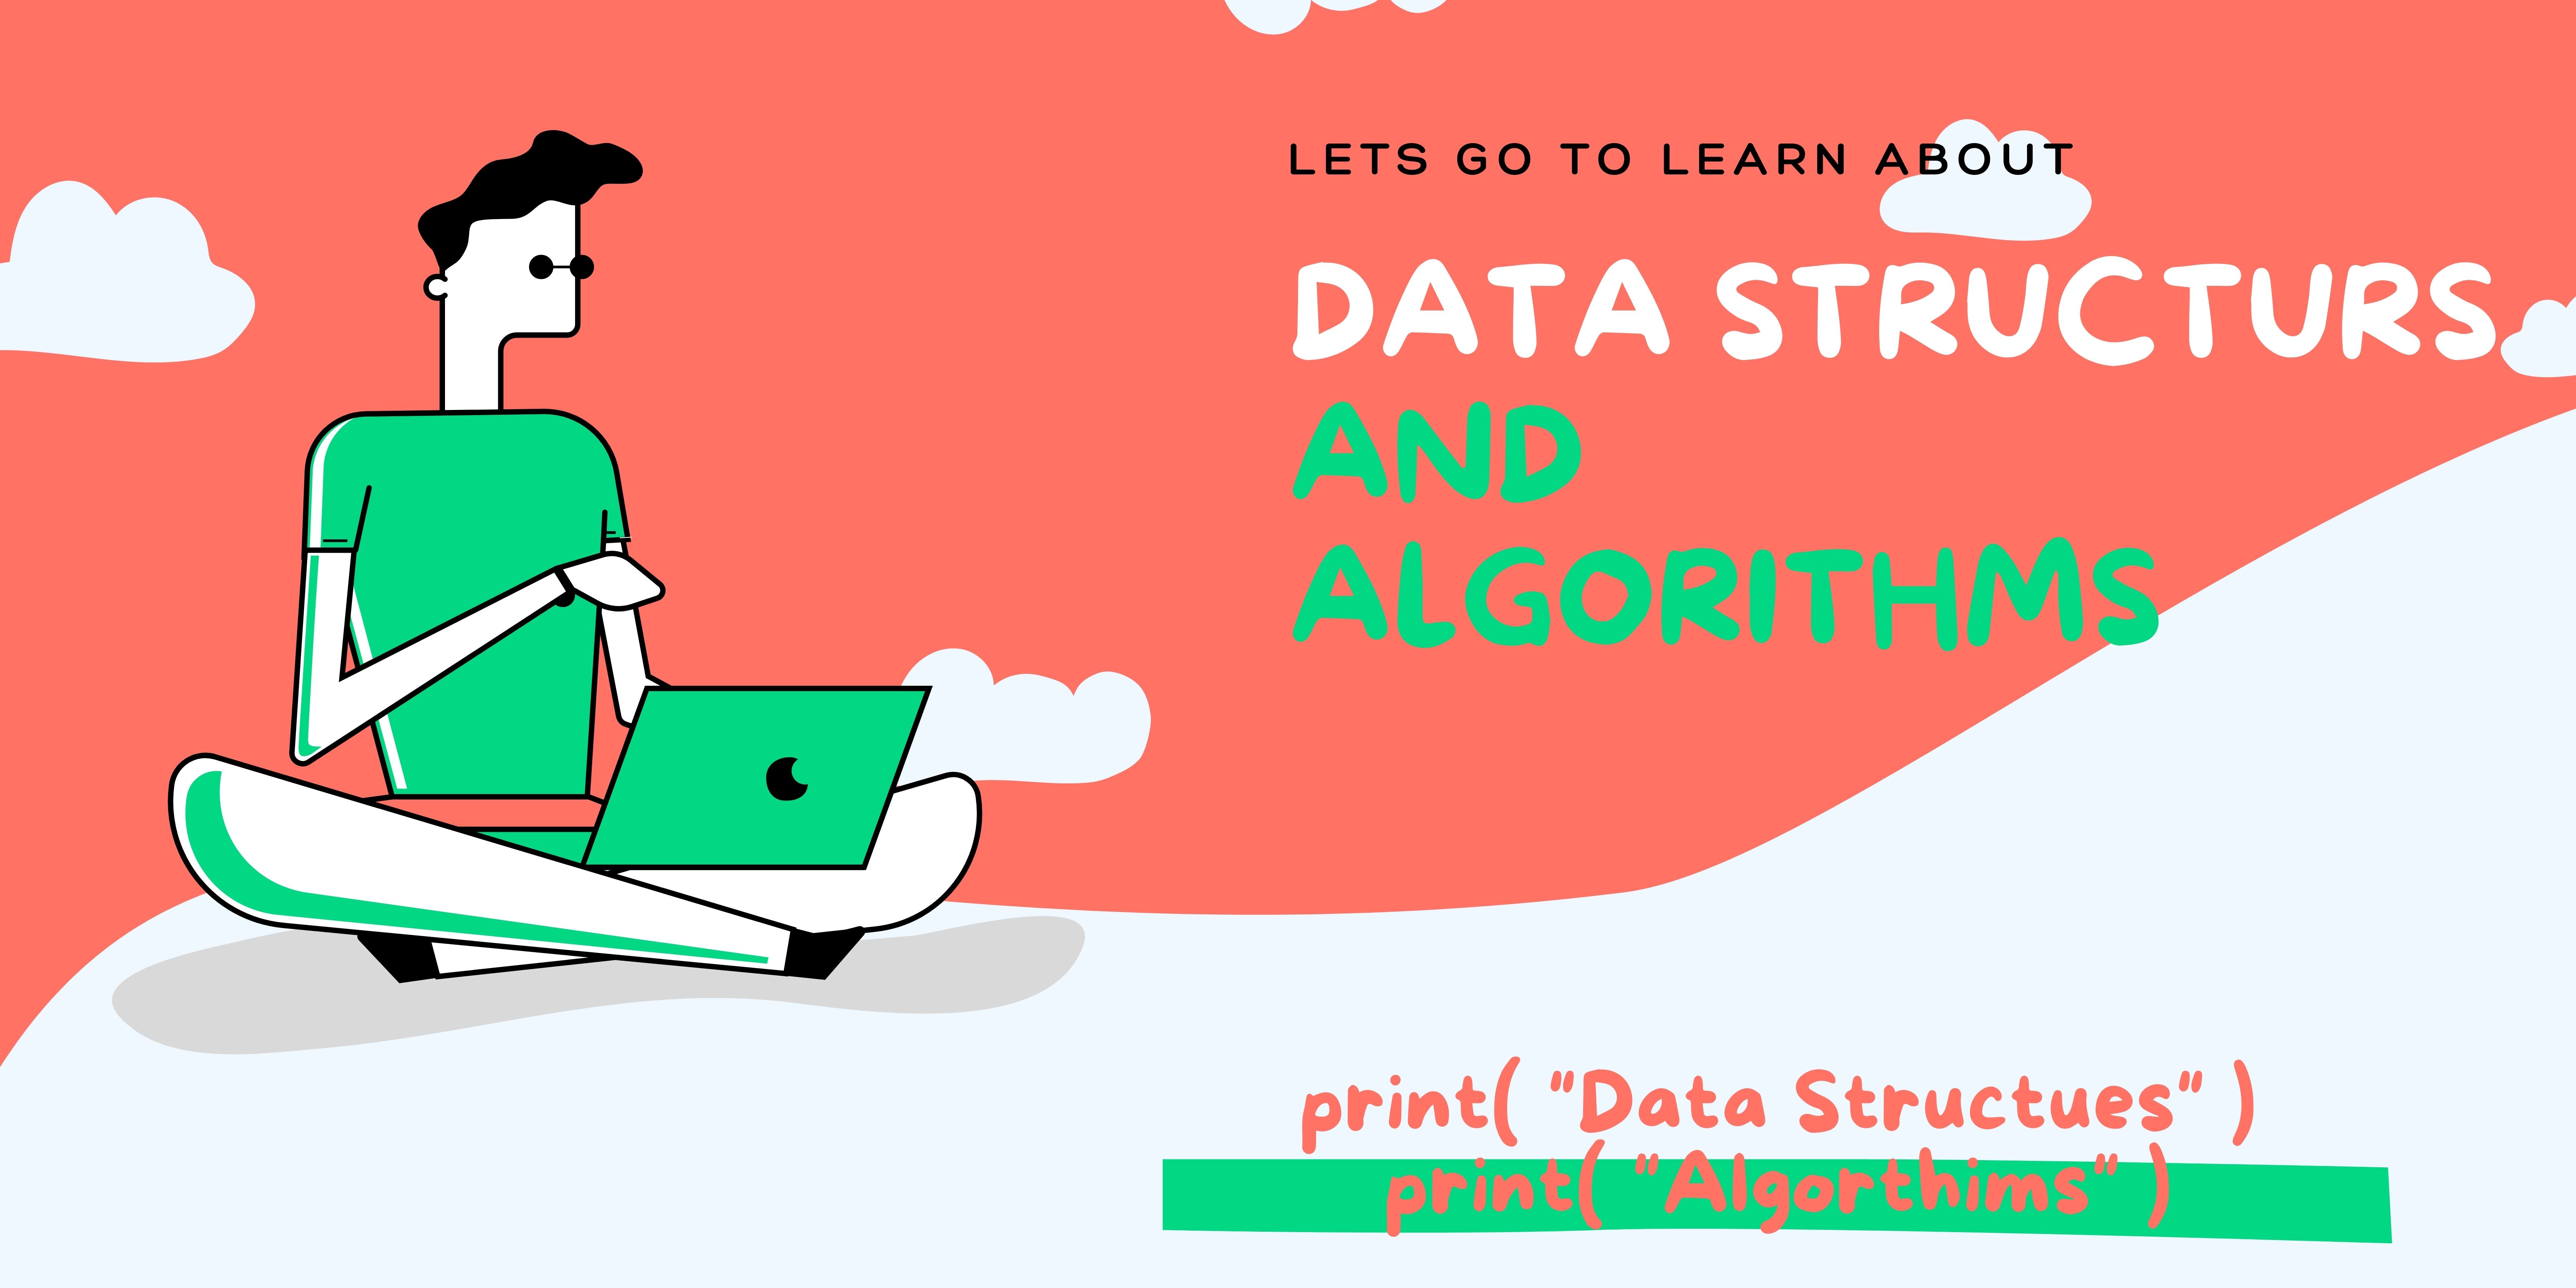 LETS GO TO LEARN ABOUT
DATA STRUCTURS
AND
ALGORITHMS
print( "Data Structues" )
print( "Algorthims" )